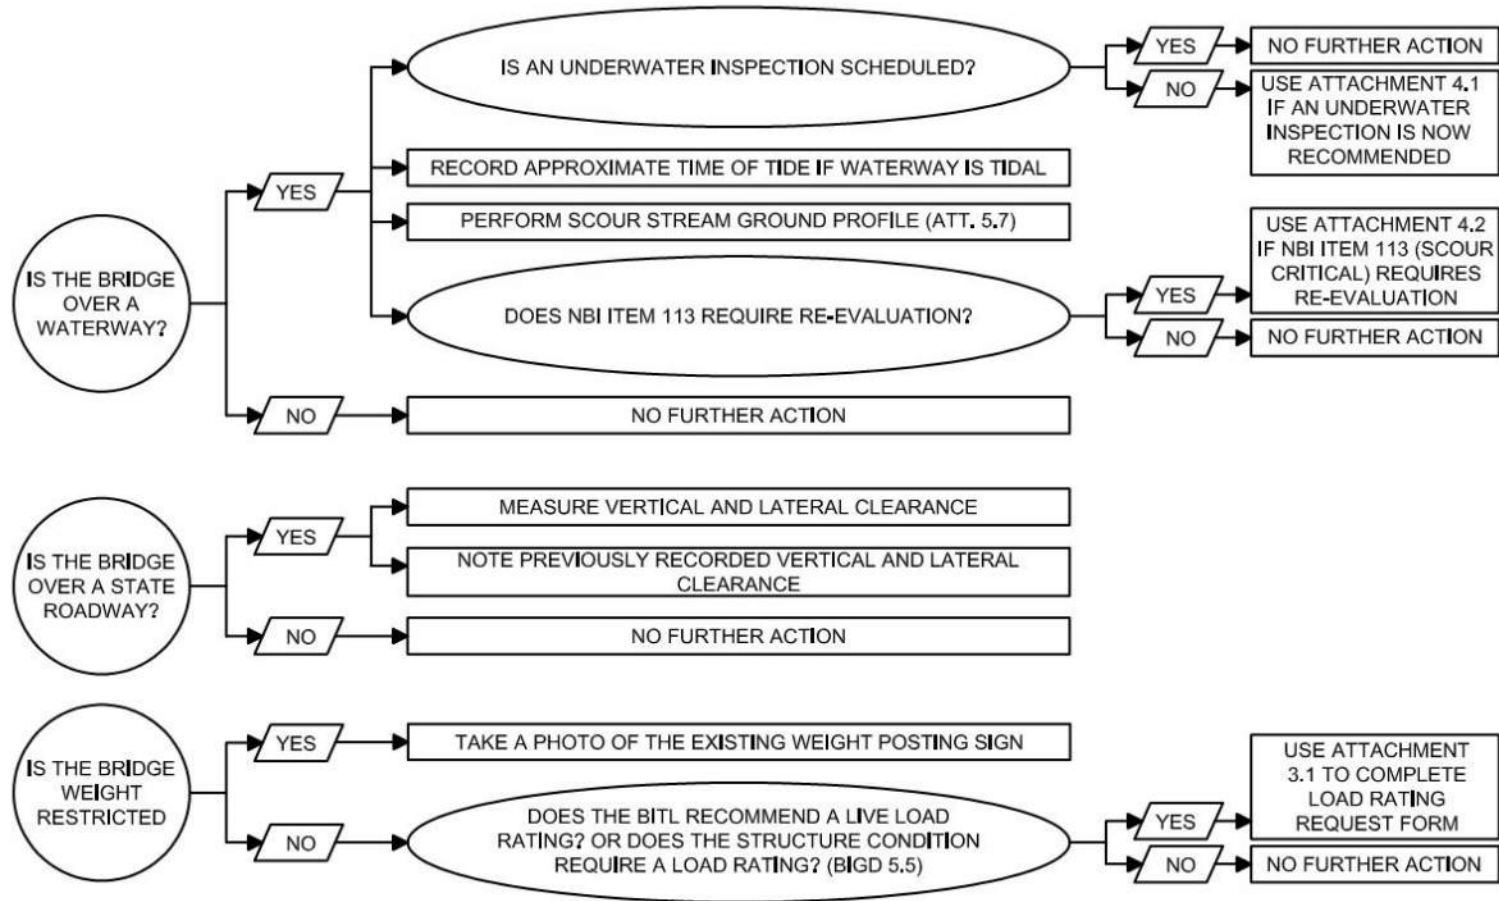 IS THE BRIDGE
OVER A
WATERWAY?
YES
IS AN UNDERWATER INSPECTION SCHEDULED?
YES
NO FURTHER ACTION
NO
USE ATTACHMENT 4.1
IF AN UNDERWATER
INSPECTION IS NOW
RECOMMENDED
RECORD APPROXIMATE TIME OF TIDE IF WATERWAY IS TIDAL
PERFORM SCOUR STREAM GROUND PROFILE (ATT. 5.7)
DOES NBI ITEM 113 REQUIRE RE-EVALUATION?
YES
USE ATTACHMENT 4.2
IF NBI ITEM 113 (SCOUR
CRITICAL) REQUIRES
RE-EVALUATION
NO
NO FURTHER ACTION
NO
NO FURTHER ACTION
IS THE BRIDGE
OVER A STATE
ROADWAY?
YES
MEASURE VERTICAL AND LATERAL CLEARANCE
NOTE PREVIOUSLY RECORDED VERTICAL AND LATERAL
CLEARANCE
NO
NO FURTHER ACTION
IS THE BRIDGE
WEIGHT
RESTRICTED
YES
TAKE A PHOTO OF THE EXISTING WEIGHT POSTING SIGN
NO
DOES THE BITL RECOMMEND A LIVE LOAD
RATING? OR DOES THE STRUCTURE CONDITION
REQUIRE A LOAD RATING? (BIGD 5.5)
YES
USE ATTACHMENT
3.1 TO COMPLETE
LOAD RATING
REQUEST FORM
NO
NO FURTHER ACTION